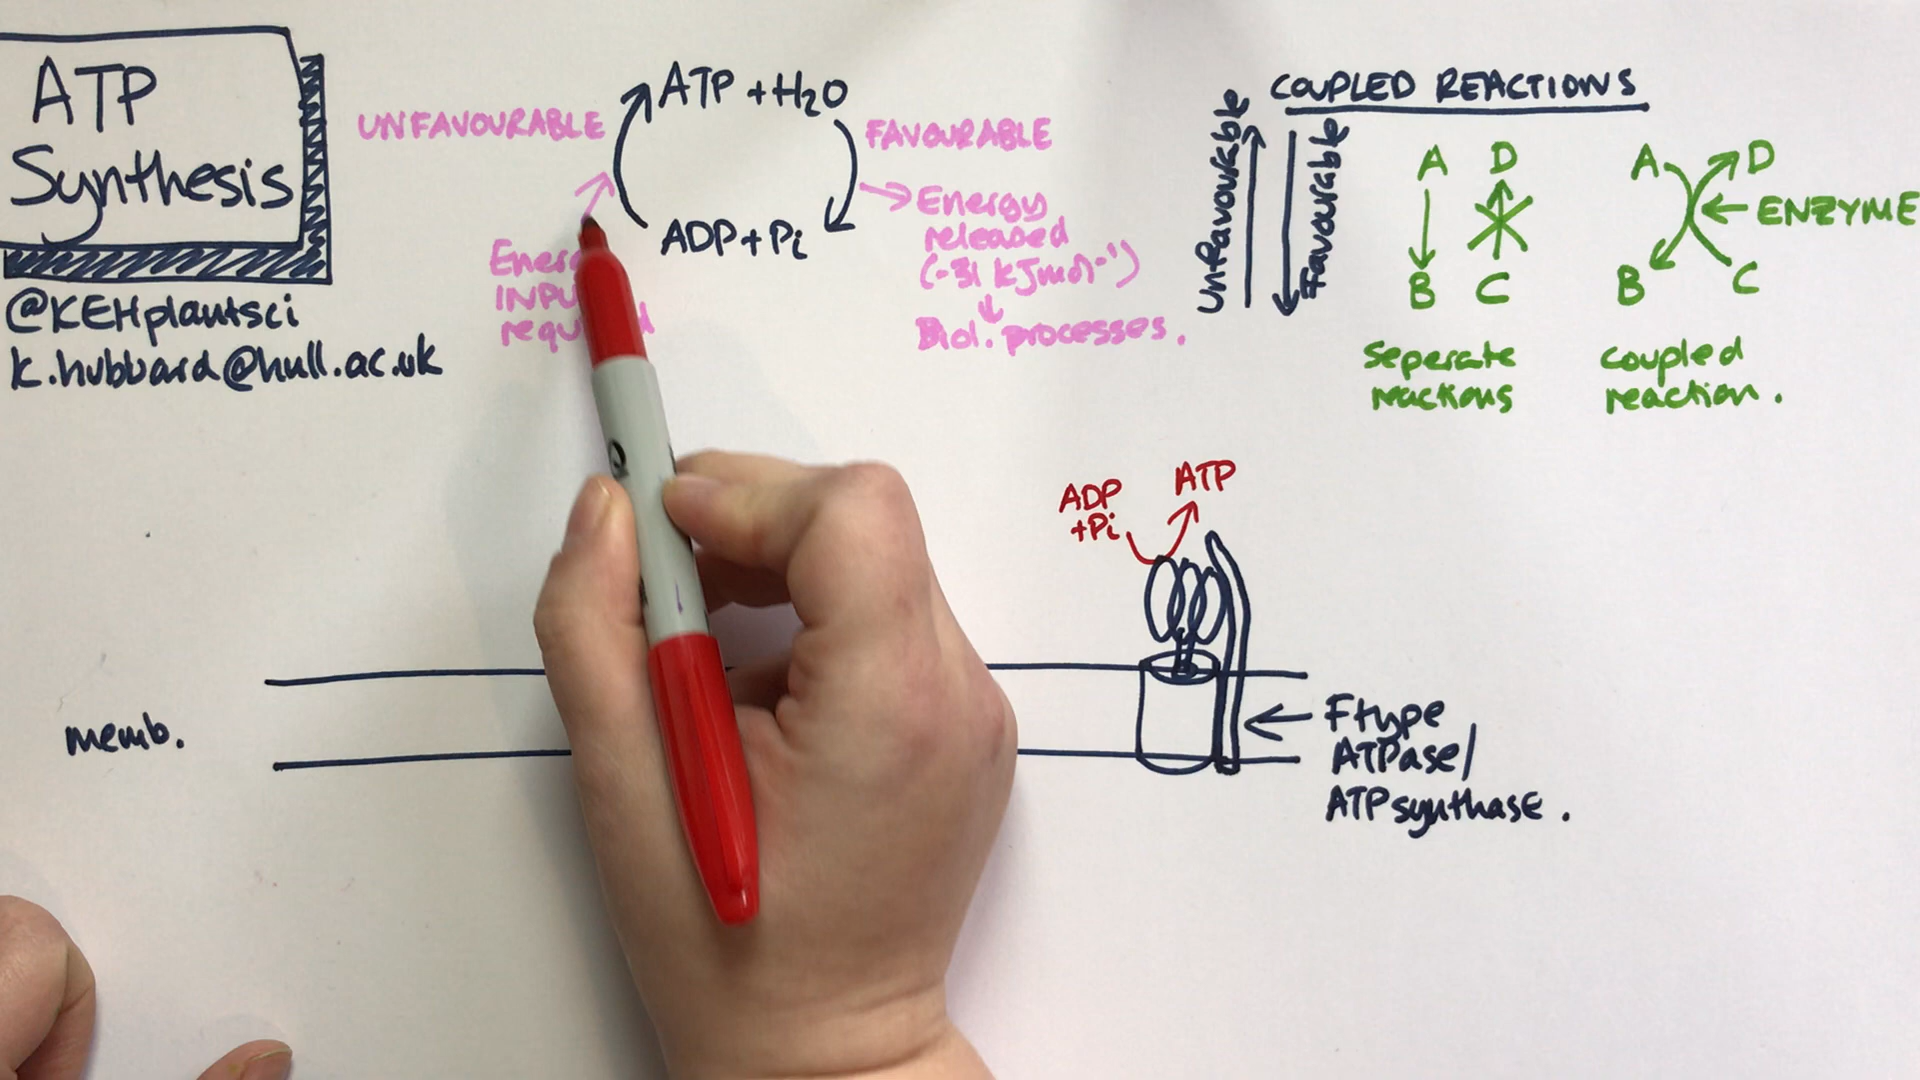 ATP
Synthesis
@KEHplantsci
k.hubbard@hull.ac.uk
UNFAVOURABLE
ATP + H2O
FAVOURABLE
ADP + Pi
Energy
released
(-31 kJmol-1)
Biol. processes.
COUPLED REACTIONS
Unfavourable
Favourable
A D
B C
Seperate
reactions
A D
ENZYME
B C
coupled
reaction.
ADP
+Pi
ATP
memb.
F type
ATPase/
ATPsynthase.